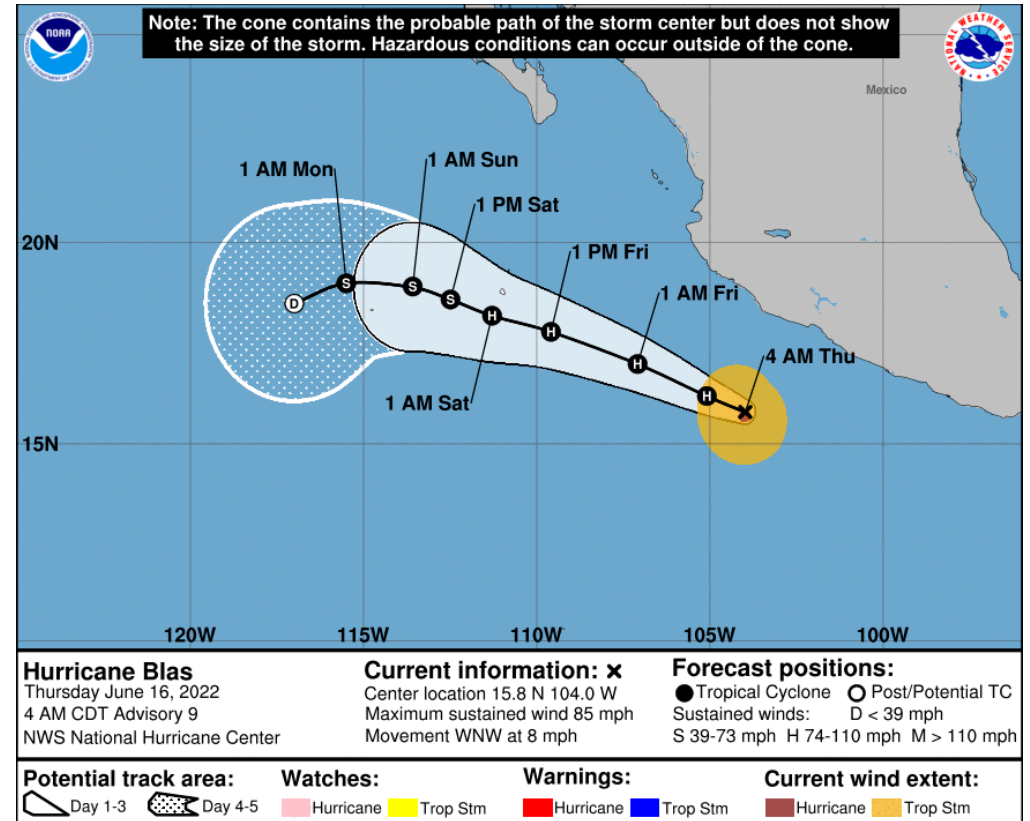 Note: The cone contains the probable path of the storm center but does not show
the size of the storm. Hazardous conditions can occur outside of the cone.
NOAA
NATIONAL WEATHER SERVICE
Mexico
1 AM Mon
1 AM Sun
1 PM Sat
1 PM Fri
1 AM Fri
4 AM Thu
1 AM Sat
D
S
S
S
H
H
H
H
20N
15N
120W
115W
110W
105W
100W
Hurricane Blas
Thursday June 16, 2022
4 AM CDT Advisory 9
NWS National Hurricane Center
Current information: ×
Center location 15.8 N 104.0 W
Maximum sustained wind 85 mph
Movement WNW at 8 mph
Forecast positions:
Tropical Cyclone Post/Potential TC
Sustained winds: D < 39 mph
S 39-73 mph H 74-110 mph M > 110 mph
Potential track area:
Day 1-3 Day 4-5
Watches:
Hurricane Trop Stm
Warnings:
Hurricane Trop Stm
Current wind extent:
Hurricane Trop Stm